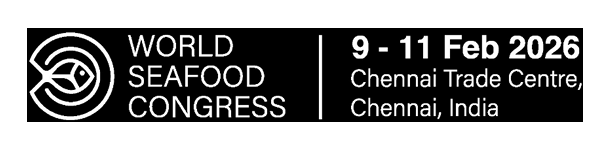 WORLD
SEAFOOD
CONGRESS
9 - 11 Feb 2026
Chennai Trade Centre,
Chennai, India